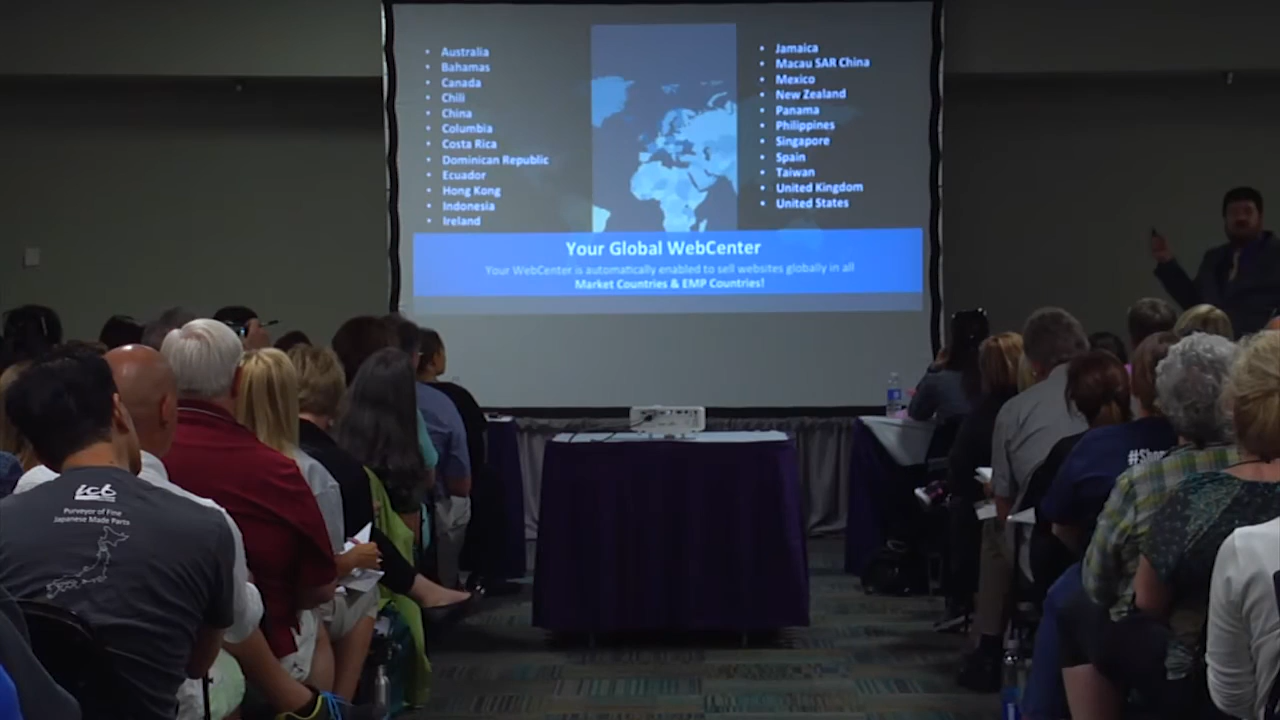 • Australia
• Bahamas
• Canada
• Chili
• China
• Columbia
• Costa Rica
• Dominican Republic
• Ecuador
• Hong Kong
• Indonesia
• Ireland
• Jamaica
• Macau SAR China
• Mexico
• New Zealand
• Panama
• Philippines
• Singapore
• Spain
• Taiwan
• United Kingdom
• United States
Your Global WebCenter
Your WebCenter is automatically enabled to sell websites globally in all
Market Countries & EMP Countries!
icb
Purveyor of Fine
Japanese Made Parts